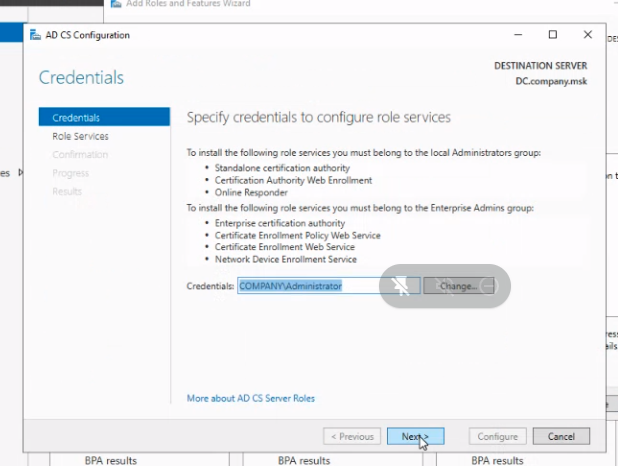 Add Roles and Features Wizard
AD CS Configuration
Credentials
DESTINATION SERVER
DC.company.msk
Credentials
Role Services
Confirmation
Progress
Results
Specify credentials to configure role services
To install the following role services you must belong to the local Administrators group:
• Standalone certification authority
• Certification Authority Web Enrollment
• Online Responder
To install the following role services you must belong to the Enterprise Admins group:
• Enterprise certification authority
• Certificate Enrollment Policy Web Service
• Certificate Enrollment Web Service
• Network Device Enrollment Service
Credentials: COMPANY\Administrator Change...
More about AD CS Server Roles
< Previous Next > Configure Cancel
BPA results BPA results BPA results